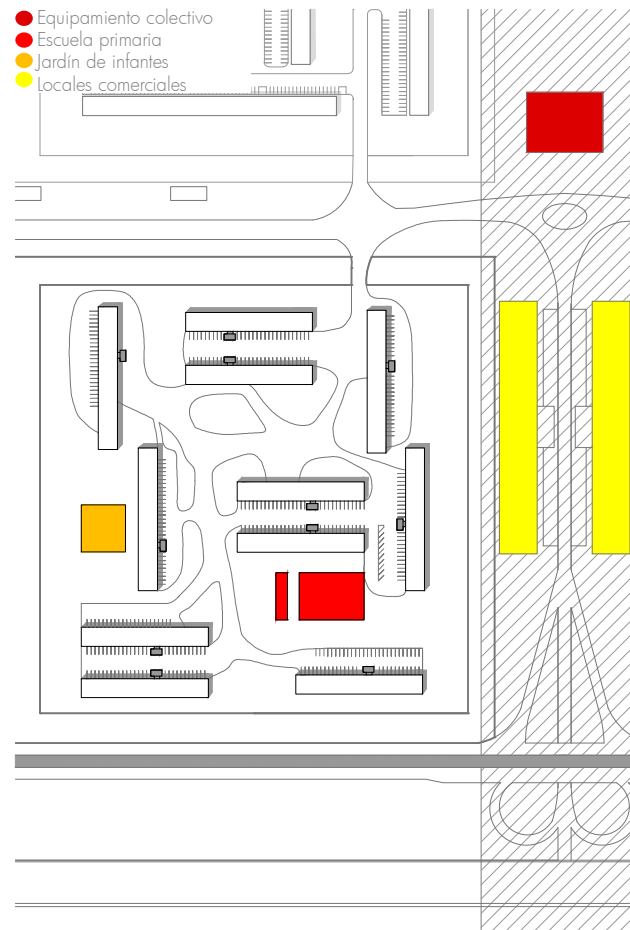 Equipamiento colectivo
Escuela primaria
Jardín de infantes
Locales comerciales